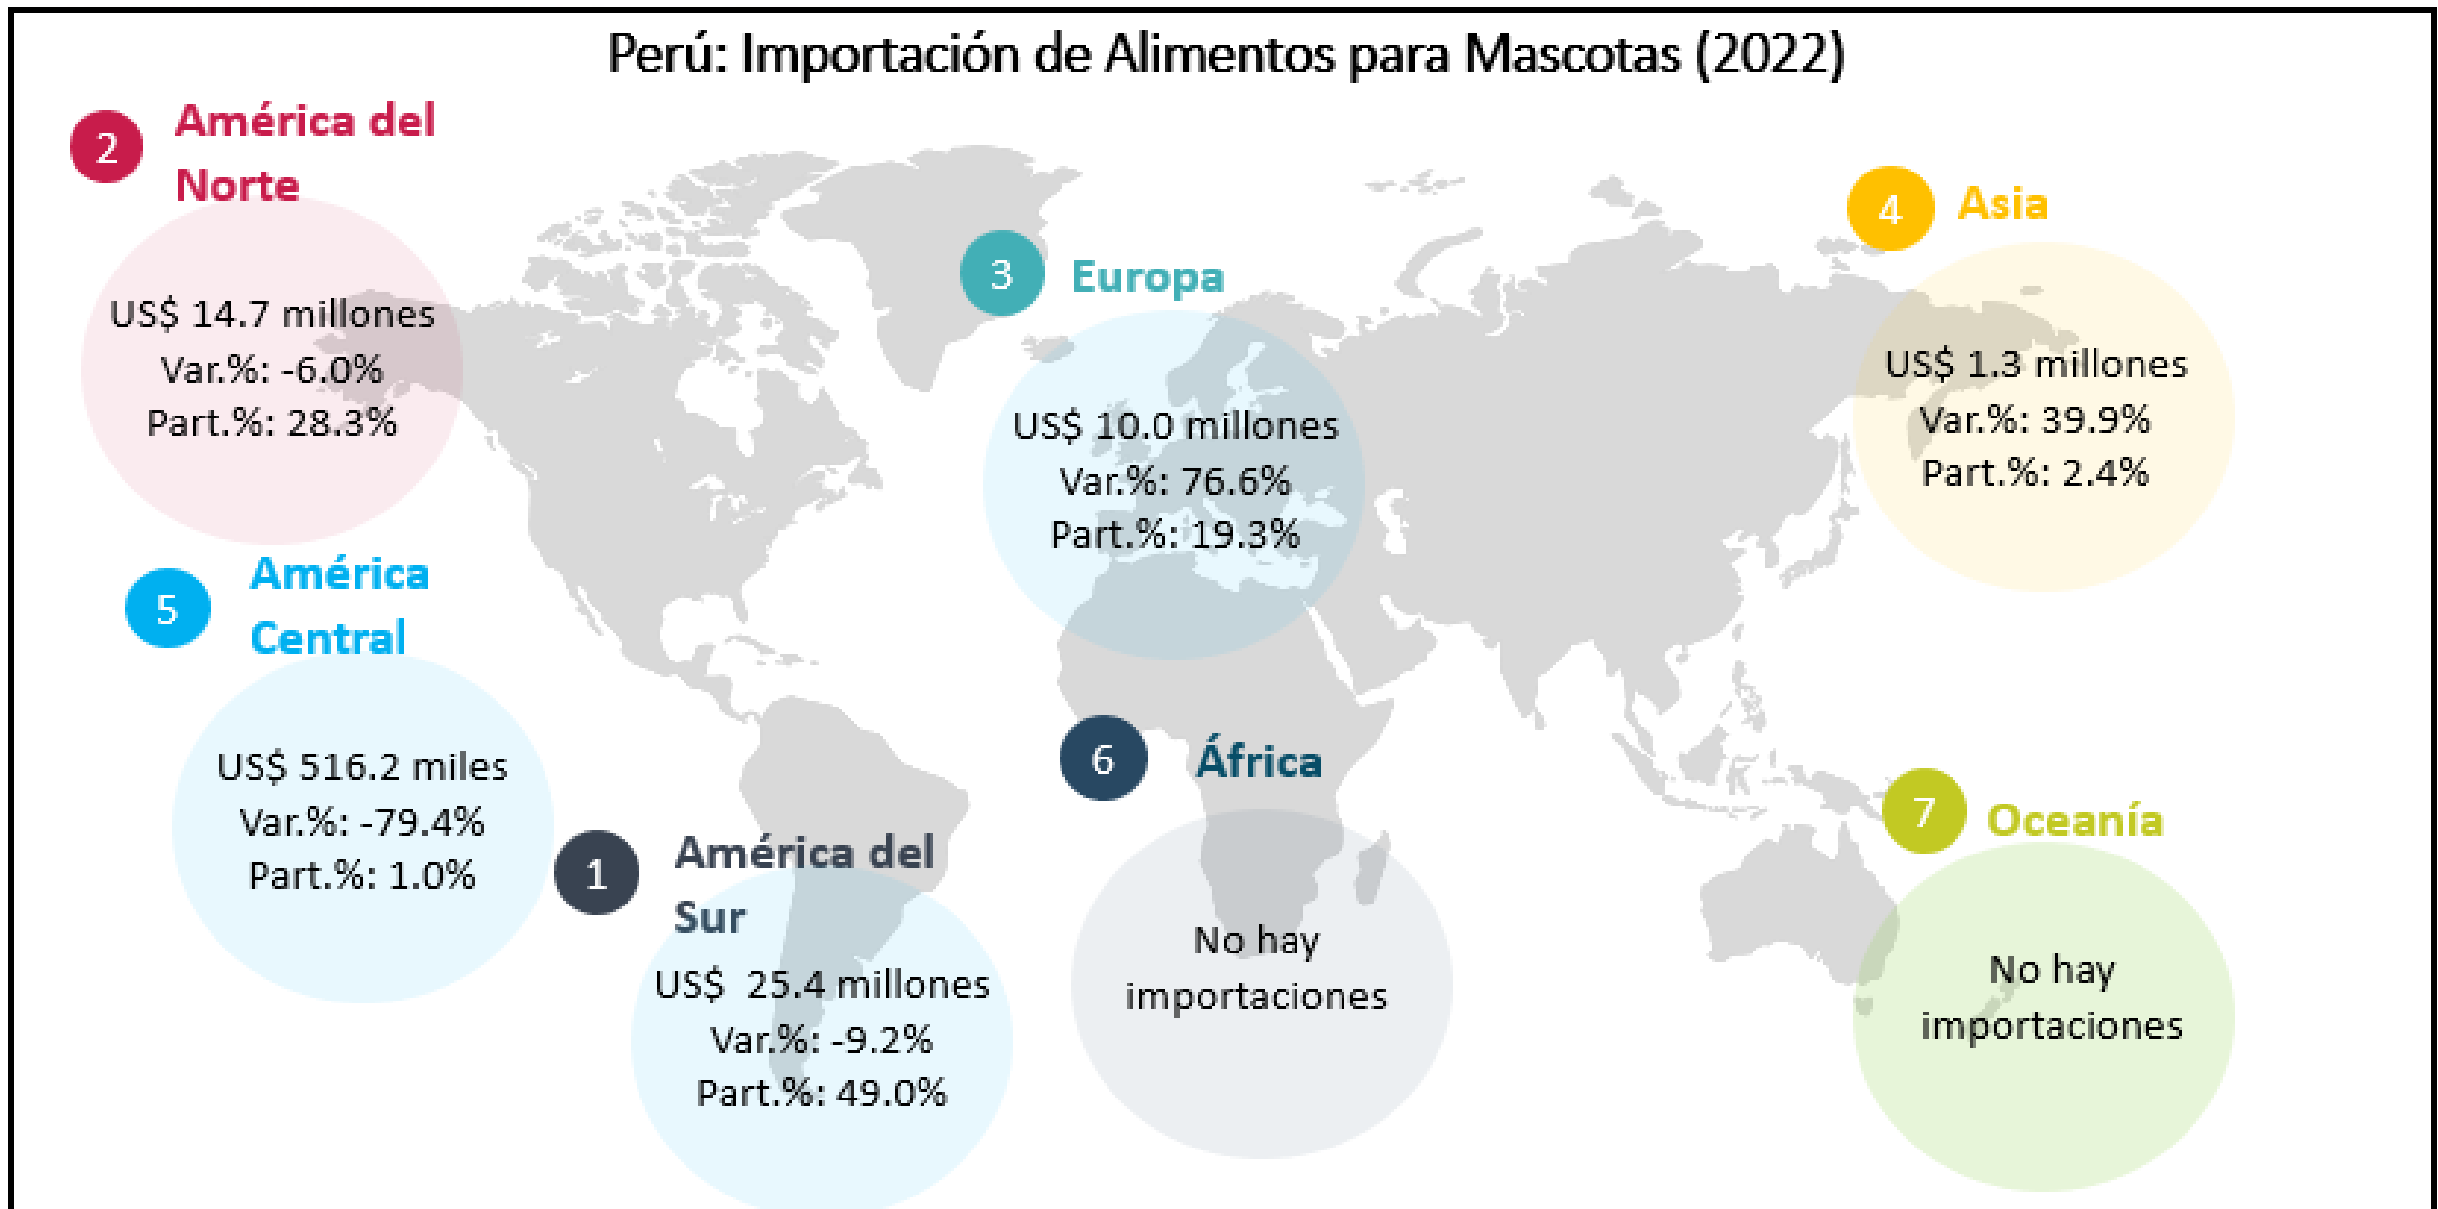 Perú: Importación de Alimentos para Mascotas (2022)
2
América del
Norte
US$ 14.7 millones
Var.%: -6.0%
Part.%: 28.3%
3
Europa
US$ 10.0 millones
Var.%: 76.6%
Part.%: 19.3%
4
Asia
US$ 1.3 millones
Var.%: 39.9%
Part.%: 2.4%
5
América
Central
US$ 516.2 miles
Var.%: -79.4%
Part.%: 1.0%
1
América del
Sur
US$ 25.4 millones
Var.%: -9.2%
Part.%: 49.0%
6
África
No hay
importaciones
7
Oceanía
No hay
importaciones